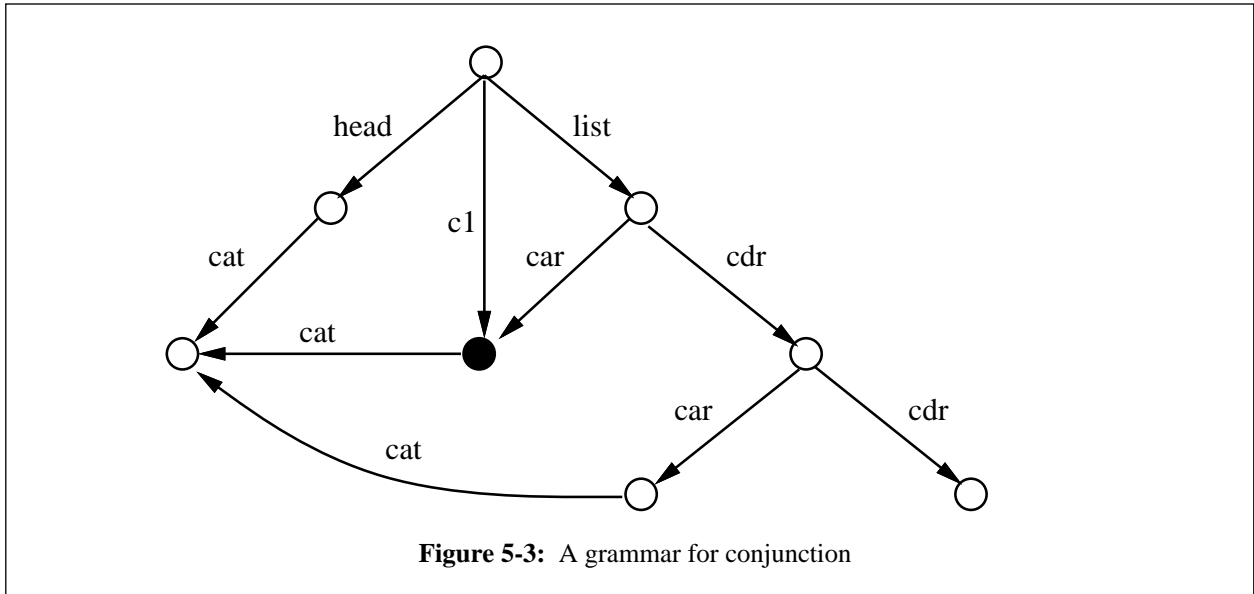 head
list
c1
cat
car
cdr
cat
car
cdr
cat
Figure 5-3: A grammar for conjunction